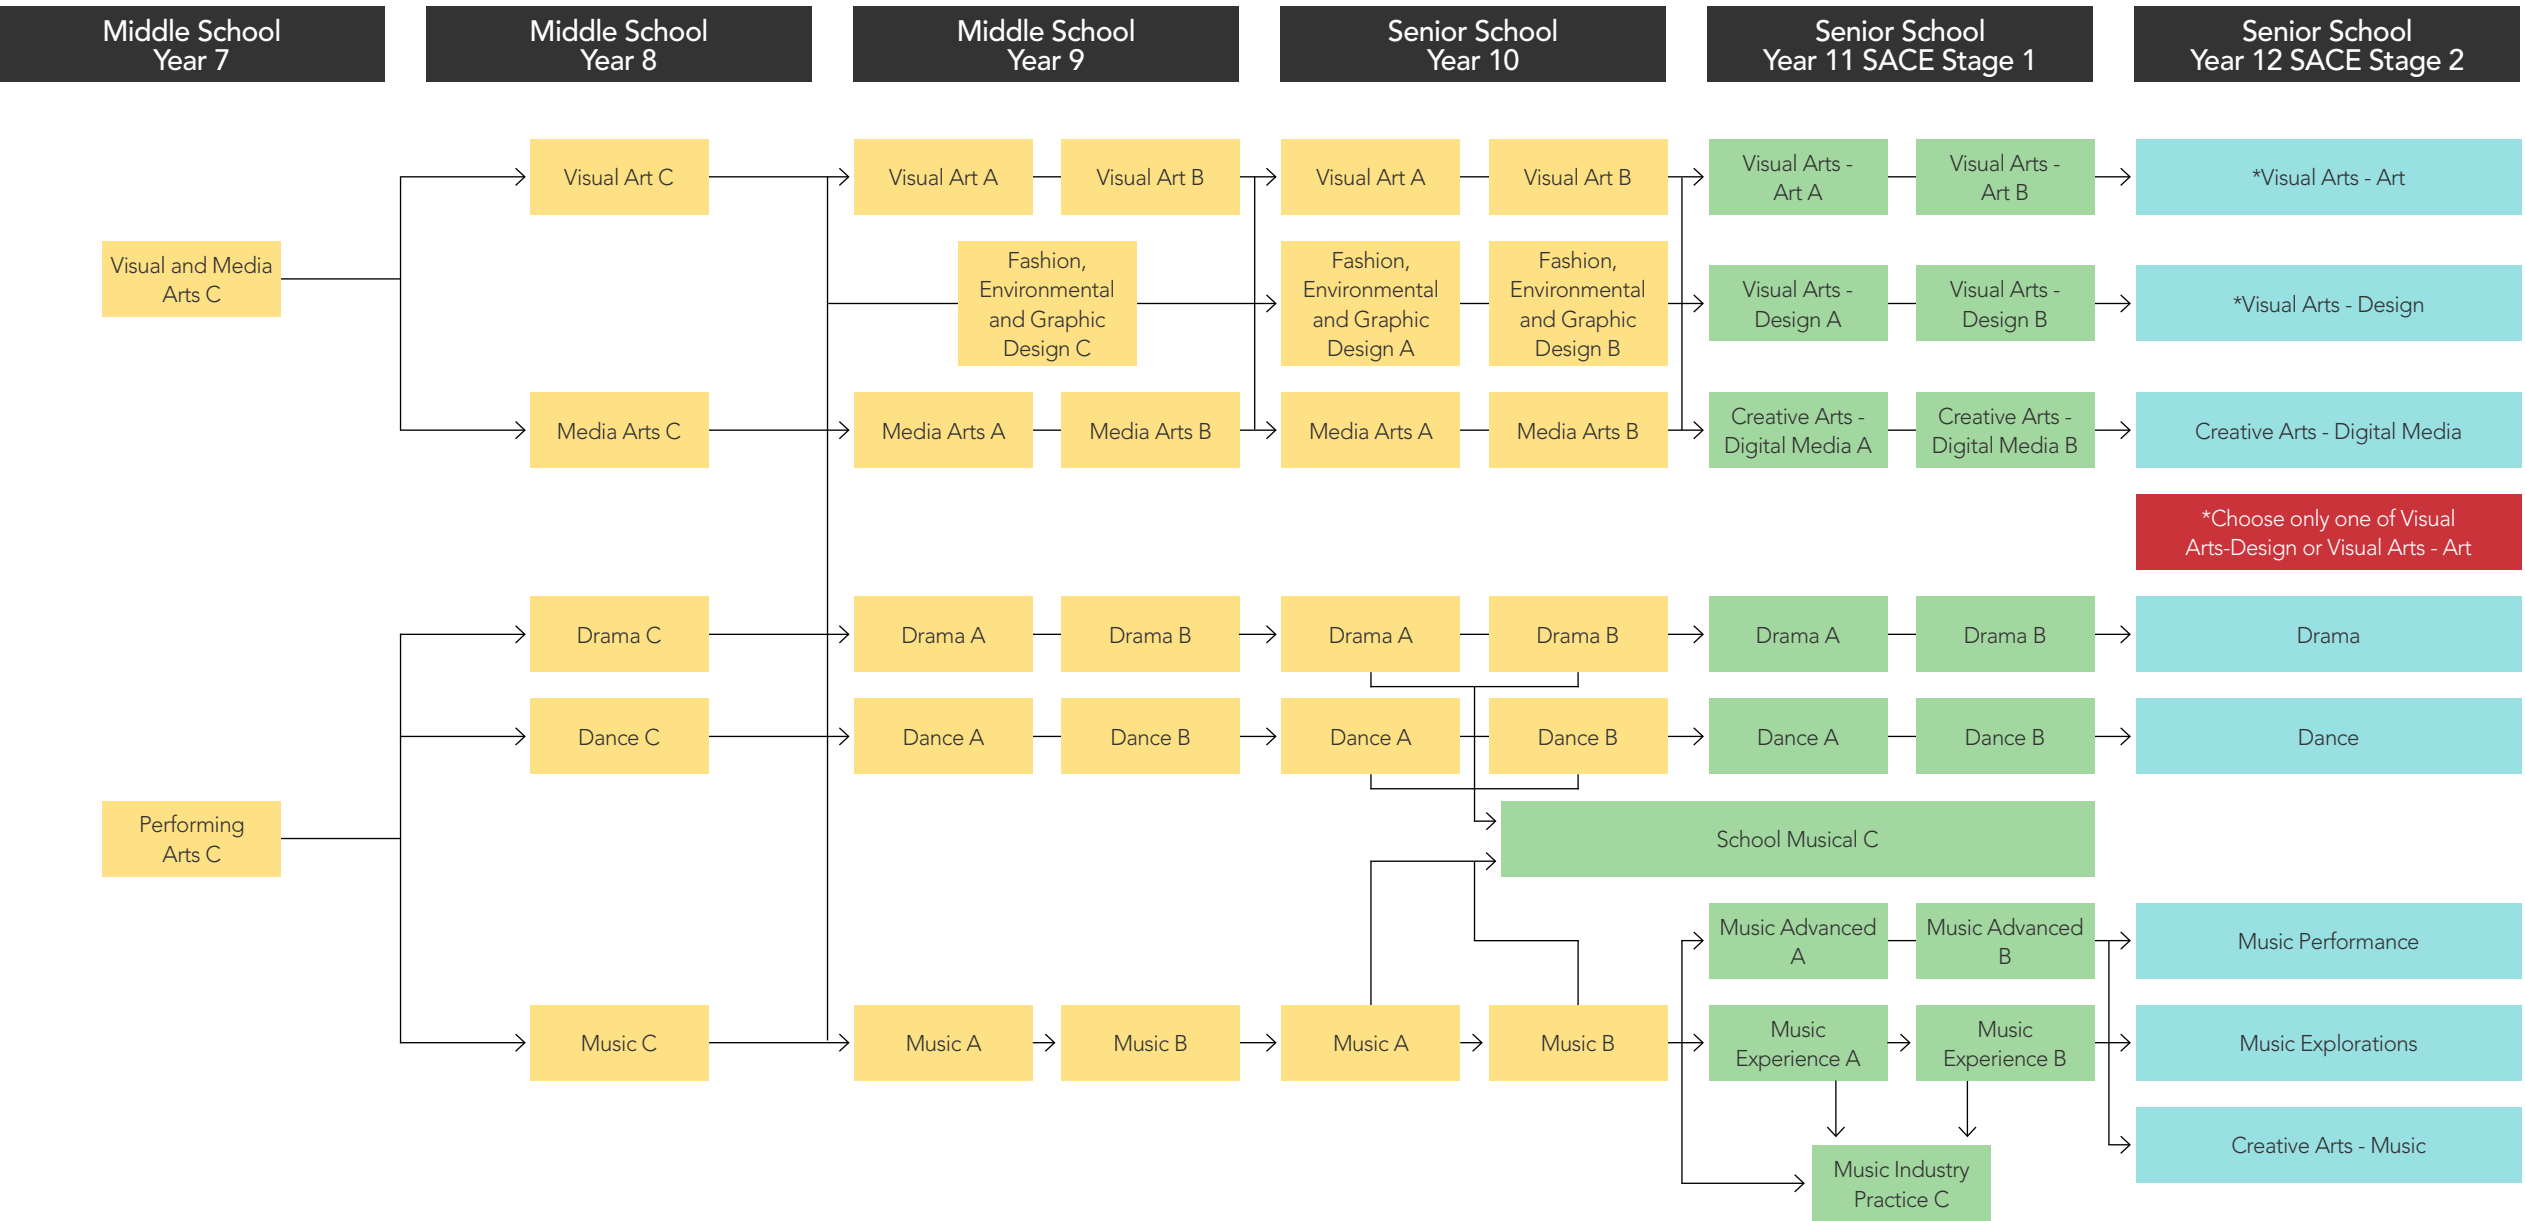 Middle School
Year 7
Middle School
Year 8
Middle School
Year 9
Senior School
Year 10
Senior School
Year 11 SACE Stage 1
Senior School
Year 12 SACE Stage 2
Visual Art C
Visual Art A
Visual Art B
Visual Art A
Visual Art B
Visual Arts -
Art A
Visual Arts -
Art B
*Visual Arts - Art
Visual and Media
Arts C
Fashion,
Environmental
and Graphic
Design C
Fashion,
Environmental
and Graphic
Design A
Fashion,
Environmental
and Graphic
Design B
Visual Arts -
Design A
Visual Arts -
Design B
*Visual Arts - Design
Media Arts C
Media Arts A
Media Arts B
Media Arts A
Media Arts B
Creative Arts -
Digital Media A
Creative Arts -
Digital Media B
Creative Arts - Digital Media
*Choose only one of Visual
Arts-Design or Visual Arts - Art
Drama C
Drama A
Drama B
Drama A
Drama B
Drama A
Drama B
Drama
Dance C
Dance A
Dance B
Dance A
Dance B
Dance A
Dance B
Dance
Performing
Arts C
School Musical C
Music Advanced
A
Music Advanced
B
Music Performance
Music C
Music A
Music B
Music A
Music B
Music
Experience A
Music
Experience B
Music Explorations
Creative Arts - Music
Music Industry
Practice C